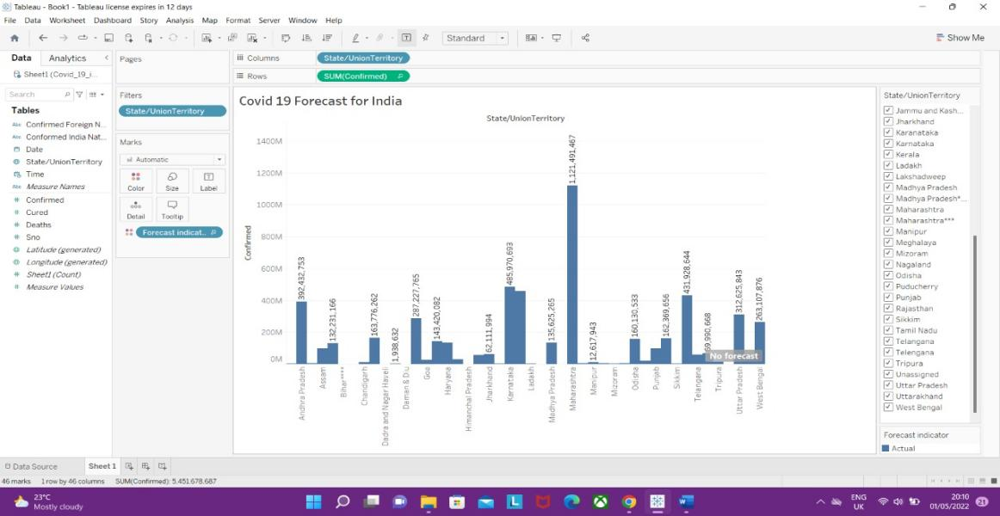 Tableau - Book1 - Tableau license expires in 12 days
File Data Worksheet Dashboard Story Analysis Map Format Server Window Help
Standard
Show Me
Data Analytics
Sheet1 (Covid_19_i...
Search
Tables
Confirmed Foreign N...
Conformed India Nat...
Date
State/UnionTerritory
Time
Measure Names
Confirmed
Cured
Deaths
Sno
Latitude (generated)
Longitude (generated)
Sheet1 (Count)
Measure Values
Pages
Filters
State/UnionTerritory
Marks
Automatic
Color Size Label
Detail Tooltip
Forecast indicat..
Columns State/UnionTerritory
Rows SUM(Confirmed)
Covid 19 Forecast for India
State/UnionTerritory
Confirmed
1400M
1200M
1000M
800M
600M
400M
200M
0M
392,432,753
132,231,166
163,776,262
1,938,632
287,227,765
143,420,082
62,111,994
485,970,693
135,625,265
1,121,491,467
12,617,943
160,130,533
162,369,656
431,928,644
69,990,668
312,625,843
263,107,876
No forecast
Andhra Pradesh
Assam
Bihar****
Chandigarh
Dadra and Nagar Haveli
Daman & Diu
Goa
Haryana
Himanchal Pradesh
Jharkhand
Karnataka
Ladakh
Madhya Pradesh
Maharashtra
Manipur
Mizoram
Odisha
Punjab
Sikkim
Telangana
Tripura
Uttar Pradesh
West Bengal
State/UnionTerritory
Jammu and Kash...
Jharkhand
Karanataka
Karnataka
Kerala
Ladakh
Lakshadweep
Madhya Pradesh
Madhya Pradesh*...
Maharashtra
Maharashtra***
Manipur
Meghalaya
Mizoram
Nagaland
Odisha
Puducherry
Punjab
Rajasthan
Sikkim
Tamil Nadu
Telangana
Telengana
Tripura
Unassigned
Uttar Pradesh
Uttarakhand
West Bengal
Forecast indicator
Actual
Data Source Sheet 1
46 marks 1 row by 46 columns SUM(Confirmed): 5,451,678,687
23°C
Mostly cloudy
ENG
UK
20:10
01/05/2022
21